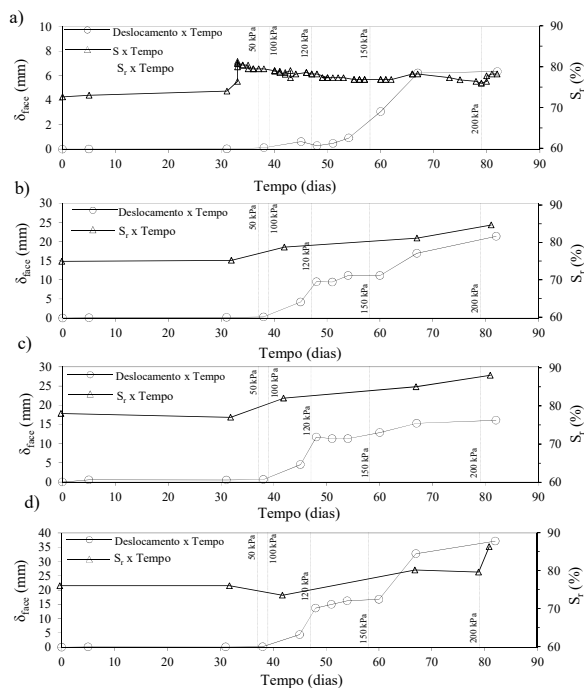 a)
8
6
4
2
0
90
80
70
60
δface (mm)
Sr (%)
Deslocamento x Tempo
S x Tempo
Sr x Tempo
50 kPa
100 kPa
120 kPa
150 kPa
200 kPa
0 10 20 30 40 50 60 70 80 90
Tempo (dias)
b)
30
25
20
15
10
5
0
90
80
70
60
δface (mm)
Sr (%)
Deslocamento x Tempo
Sr x Tempo
50 kPa
100 kPa
120 kPa
150 kPa
200 kPa
0 10 20 30 40 50 60 70 80 90
Tempo (dias)
c)
30
25
20
15
10
5
0
90
80
70
60
δface (mm)
Sr (%)
Deslocamento x Tempo
Sr x Tempo
50 kPa
100 kPa
120 kPa
150 kPa
200 kPa
0 10 20 30 40 50 60 70 80 90
Tempo (dias)
d)
40
35
30
25
20
15
10
5
0
90
80
70
60
δface (mm)
Sr (%)
Deslocamento x Tempo
Sr x Tempo
50 kPa
100 kPa
120 kPa
150 kPa
200 kPa
0 10 20 30 40 50 60 70 80 90
Tempo (dias)